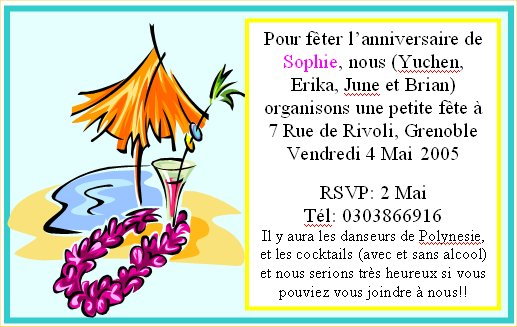 Pour fêter l'anniversaire de
Sophie, nous (Yuchen,
Erika, June et Brian)
organisons une petite fête à
7 Rue de Rivoli, Grenoble
Vendredi 4 Mai 2005
RSVP: 2 Mai
Tél: 0303866916
Il y aura les danseurs de Polynesie,
et les cocktails (avec et sans alcool)
et nous serions très heureux si vous
pouviez vous joindre à nous!!